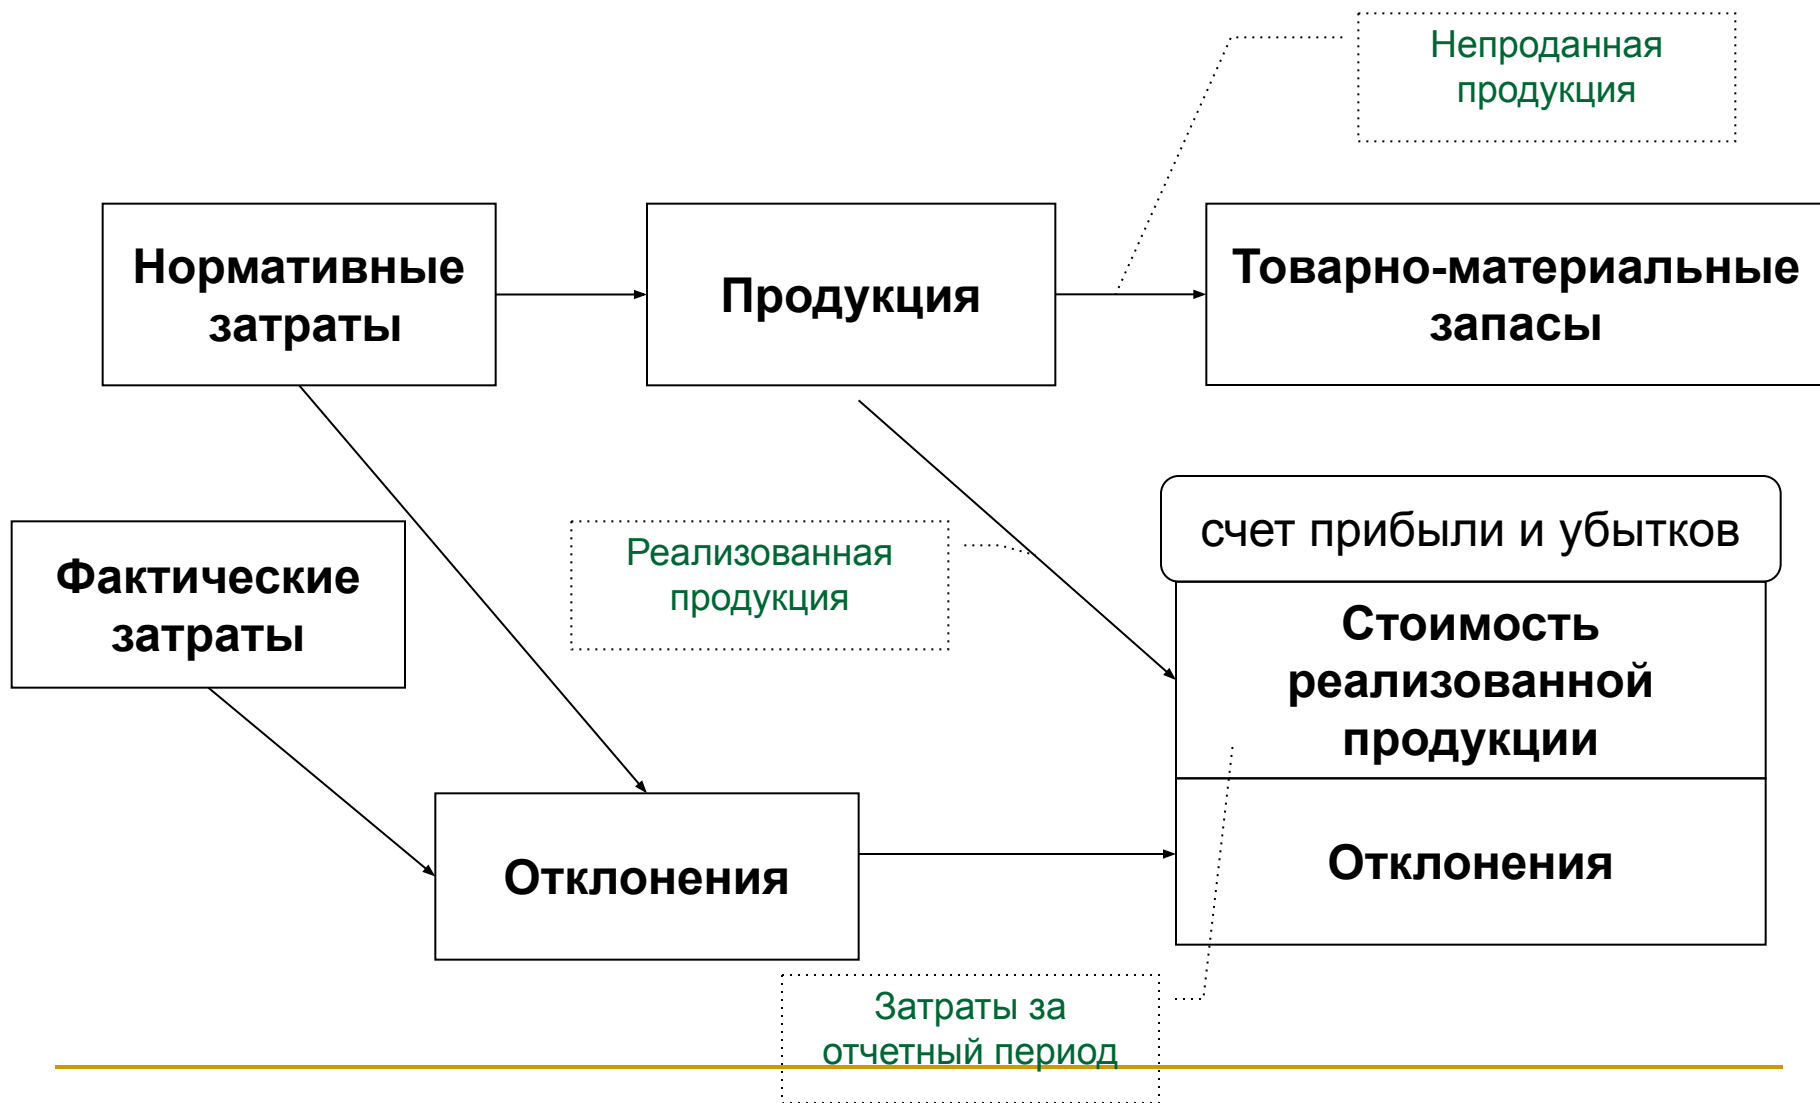 Непроданная
продукция
Нормативные
затраты
Продукция
Товарно-материальные
запасы
счет прибыли и убытков
Фактические
затраты
Реализованная
продукция
Стоимость
реализованной
продукции
Отклонения
Отклонения
Затраты за
отчетный период